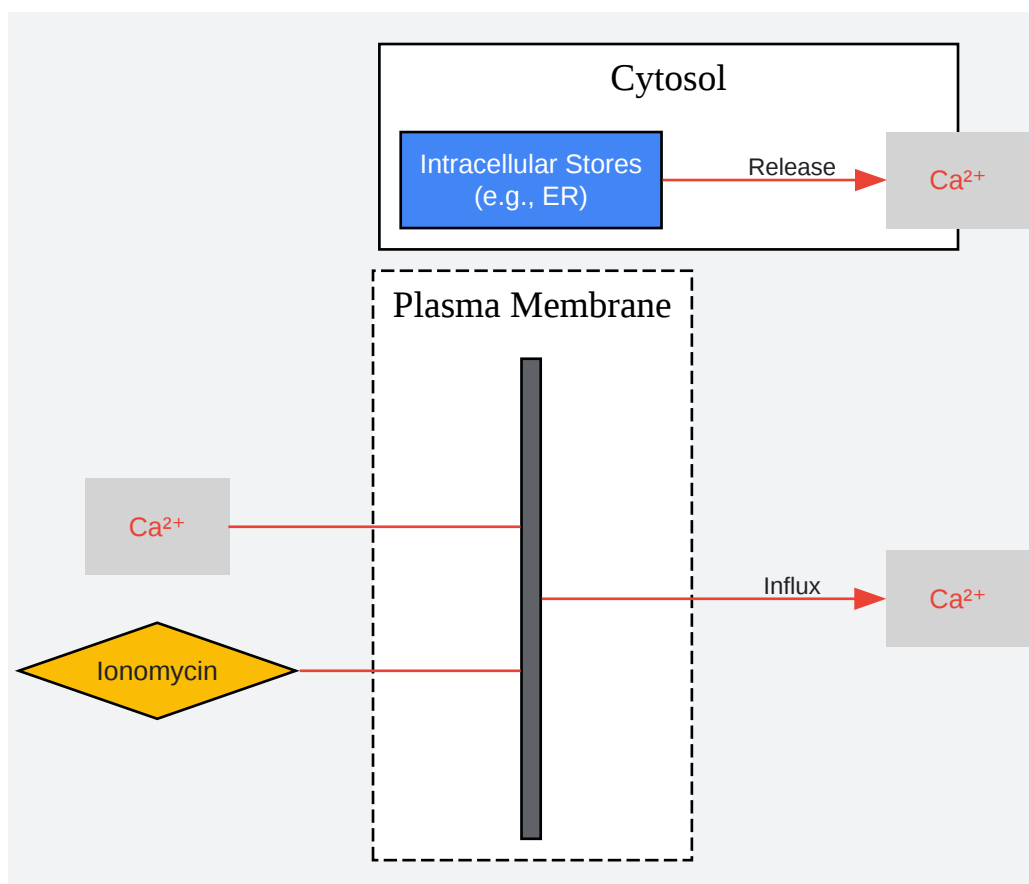 Cytosol
Intracellular Stores
(e.g., ER)
Release
Ca²⁺
Plasma Membrane
Ca²⁺
Influx
Ca²⁺
Ionomycin